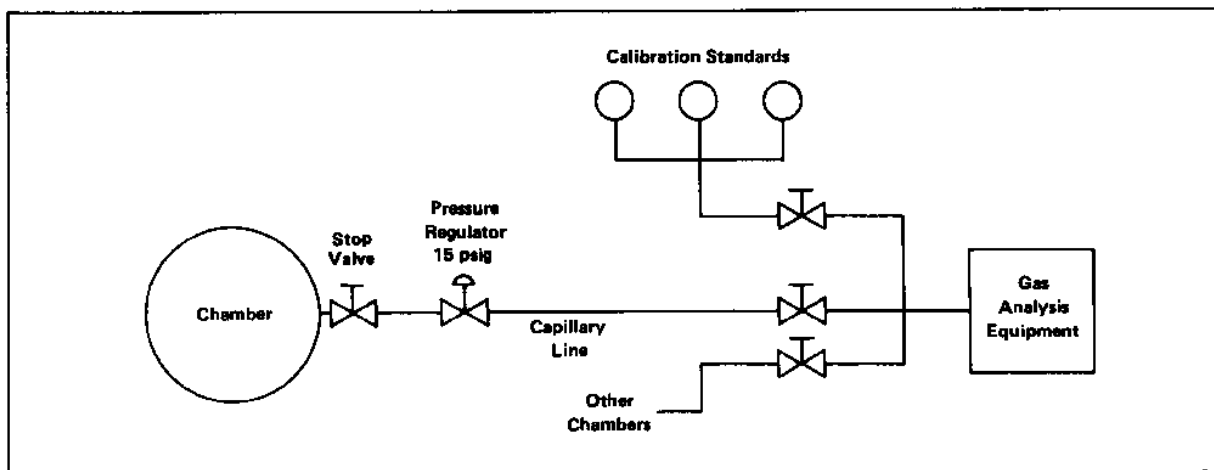 Calibration Standards
Pressure
Regulator
15 psig
Stop
Valve
Chamber
Capillary
Line
Gas
Analysis
Equipment
Other
Chambers